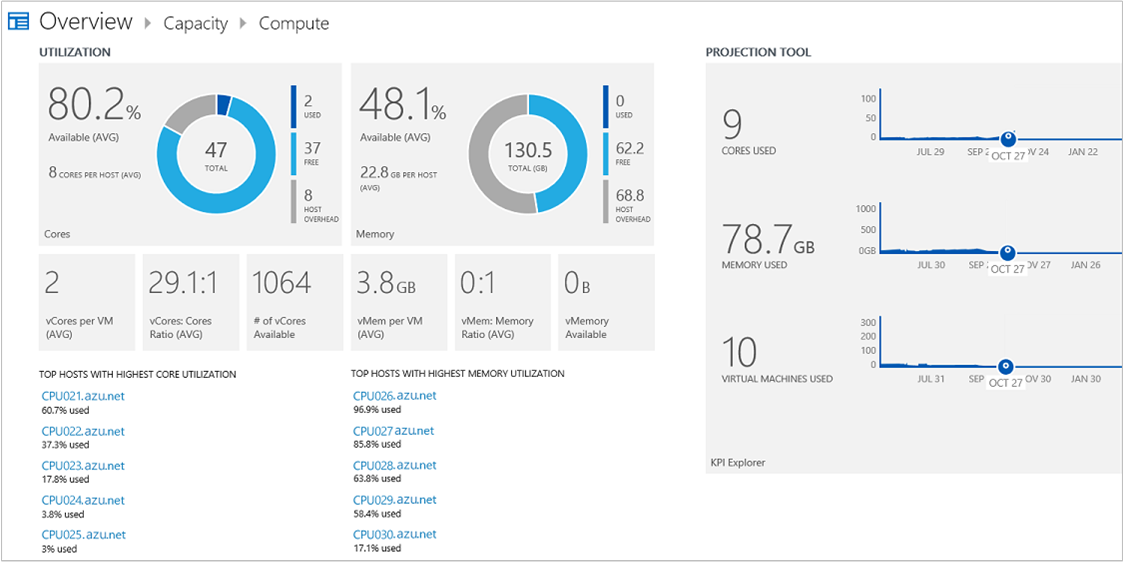 Overview Capacity Compute
UTILIZATION
80.2%
Available (AVG)
8 CORES PER HOST (AVG)
47
TOTAL
2
USED
37
FREE
8
HOST
OVERHEAD
Cores
48.1%
Available (AVG)
22.8 GB PER HOST
(AVG)
130.5
TOTAL (GB)
0
USED
62.2
FREE
68.8
HOST
OVERHEAD
Memory
2
vCores per VM
(AVG)
29.1:1
vCores: Cores
Ratio (AVG)
1064
# of vCores
Available
3.8GB
vMem per VM
(AVG)
0:1
vMem: Memory
Ratio (AVG)
0B
vMemory
Available
TOP HOSTS WITH HIGHEST CORE UTILIZATION
CPU021.azu.net
60.7% used
CPU022.azu.net
37.3% used
CPU023.azu.net
17.8% used
CPU024.azu.net
3.8% used
CPU025.azu.net
3% used
TOP HOSTS WITH HIGHEST MEMORY UTILIZATION
CPU026.azu.net
96.9% used
CPU027.azu.net
85.8% used
CPU028.azu.net
63.8% used
CPU029.azu.net
58.4% used
CPU030.azu.net
17.1% used
PROJECTION TOOL
9
CORES USED
100
50
0
JUL 29 SEP 2 OCT 27 OV 24 JAN 22
78.7GB
MEMORY USED
1000
500
0GB
JUL 30 SEP OCT 27 OV 27 JAN 26
10
VIRTUAL MACHINES USED
300
200
100
0
JUL 31 SEP OCT 27 OV 30 JAN 30
KPI Explorer